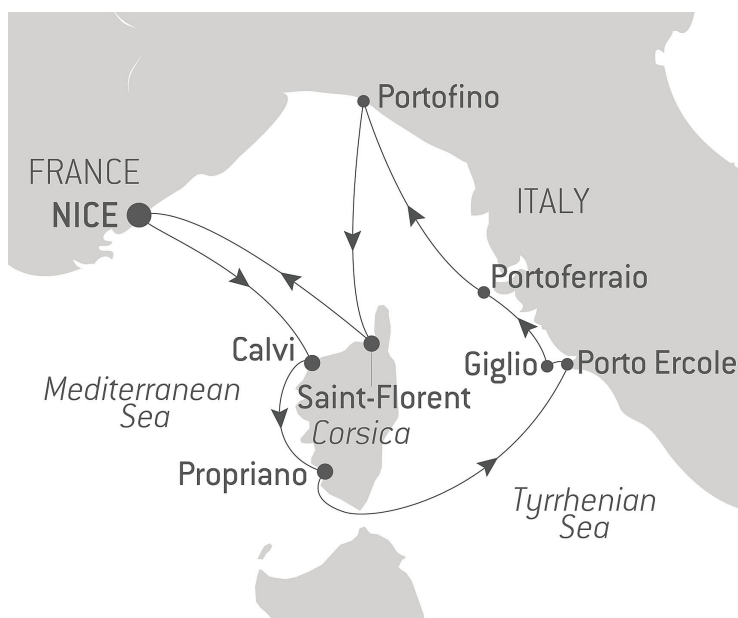 Portofino
FRANCE
NICE
ITALY
Portoferraio
Calvi
Giglio
Porto Ercole
Mediterranean
Sea
Saint-Florent
Corsica
Propriano
Tyrrhenian
Sea